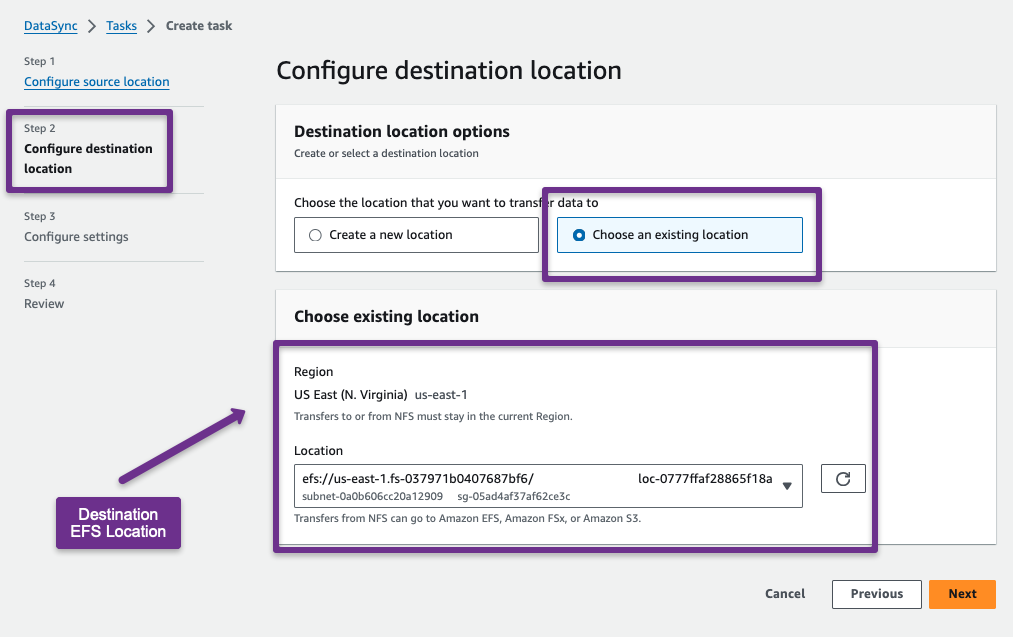 DataSync > Tasks > Create task
Step 1
Configure source location
Step 2
Configure destination
location
Step 3
Configure settings
Step 4
Review
Configure destination location
Destination location options
Create or select a destination location
Choose the location that you want to transfer data to
Create a new location
Choose an existing location
Choose existing location
Region
US East (N. Virginia) us-east-1
Transfers to or from NFS must stay in the current Region.
Location
efs://us-east-1.fs-037971b0407687bf6/ loc-0777ffaf28865f18a
subnet-0a0b606cc20a12909 sg-05ad4af37af62ce3c
Transfers from NFS can go to Amazon EFS, Amazon FSx, or Amazon S3.
Destination
EFS Location
Cancel Previous Next